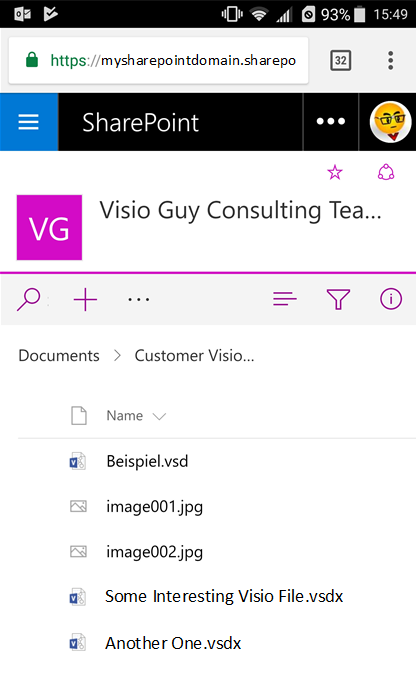 93% 15:49
https://mysharepointdomain.sharepo 32
SharePoint
VG Visio Guy Consulting Tea...
Documents > Customer Visio...
Name
Beispiel.vsd
image001.jpg
image002.jpg
Some Interesting Visio File.vsdx
Another One.vsdx